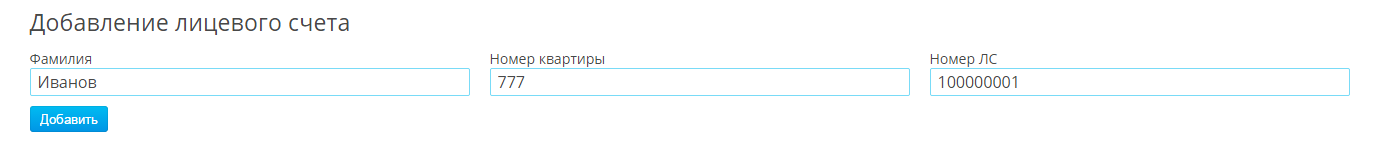 Добавление лицевого счета
Фамилия Номер квартиры Номер ЛС
Иванов 777 100000001
Добавить